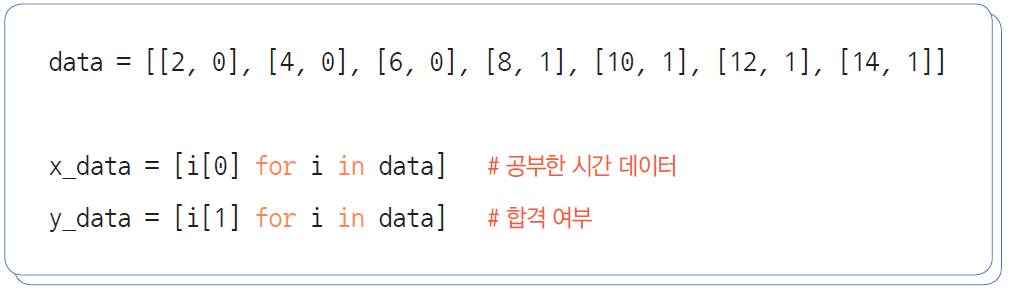 data = [[2, 0], [4, 0], [6, 0], [8, 1], [10, 1], [12, 1], [14, 1]]
x_data = [i[0] for i in data] # 공부한 시간 데이터
y_data = [i[1] for i in data] # 합격 여부